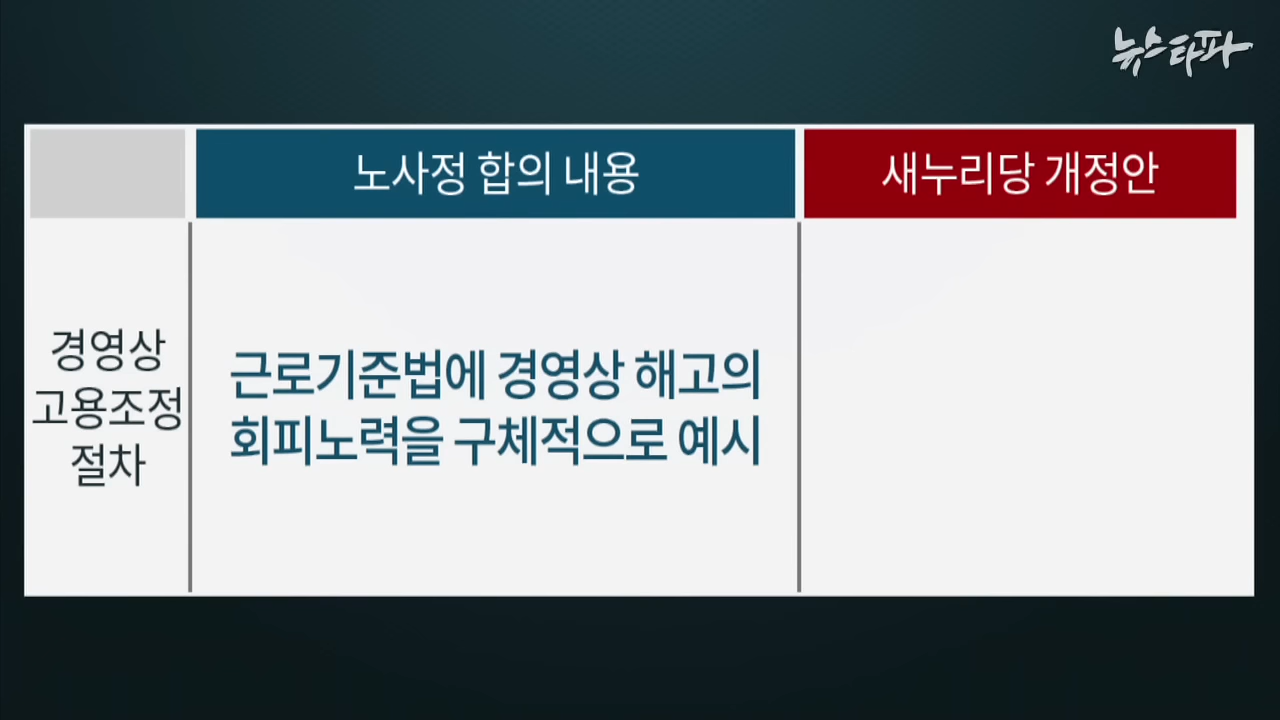 뉴스타파
노사정 합의 내용
새누리당 개정안
경영상
고용조정
절차
근로기준법에 경영상 해고의
회피노력을 구체적으로 예시